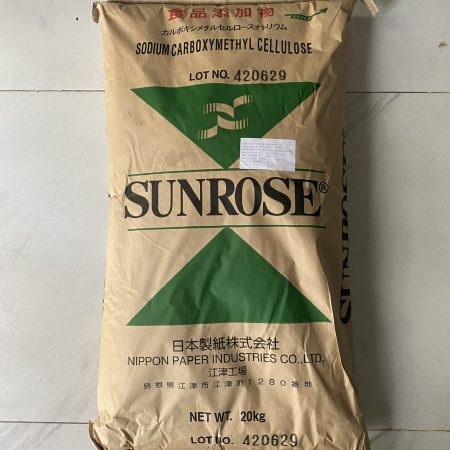 食品添加物
カルボキシメチルセルロースナトリウム
SODIUM CARBOXYMETHYL CELLULOSE
LOT NO. 420629
SUNROSE®
日本製紙株式会社
NIPPON PAPER INDUSTRIES CO.,LTD.
江津工場
島根県江津市江津町1280番地
NET WT. 20kg
LOT NO. 420629
SUNROSE®